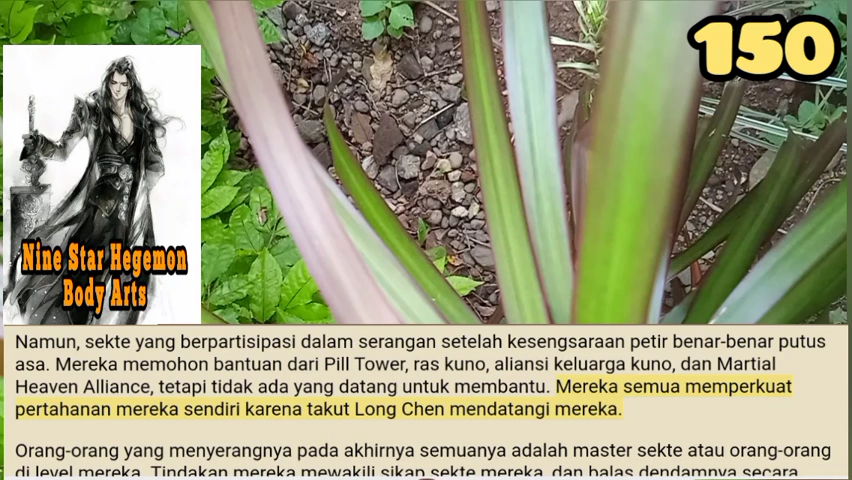 150
Nine Star Hegemon
Body Arts
Namun, sekte yang berpartisipasi dalam serangan setelah kesengsaraan petir benar-benar putus
asa. Mereka memohon bantuan dari Pill Tower, ras kuno, aliansi keluarga kuno, dan Martial
Heaven Alliance, tetapi tidak ada yang datang untuk membantu. Mereka semua memperkuat
pertahanan mereka sendiri karena takut Long Chen mendatangi mereka.
Orang-orang yang menyerangnya pada akhirnya semuanya adalah master sekte atau orang-orang
di level mereka. Tindakan mereka mewakili sikap sekte mereka, dan balas dendamnya secara